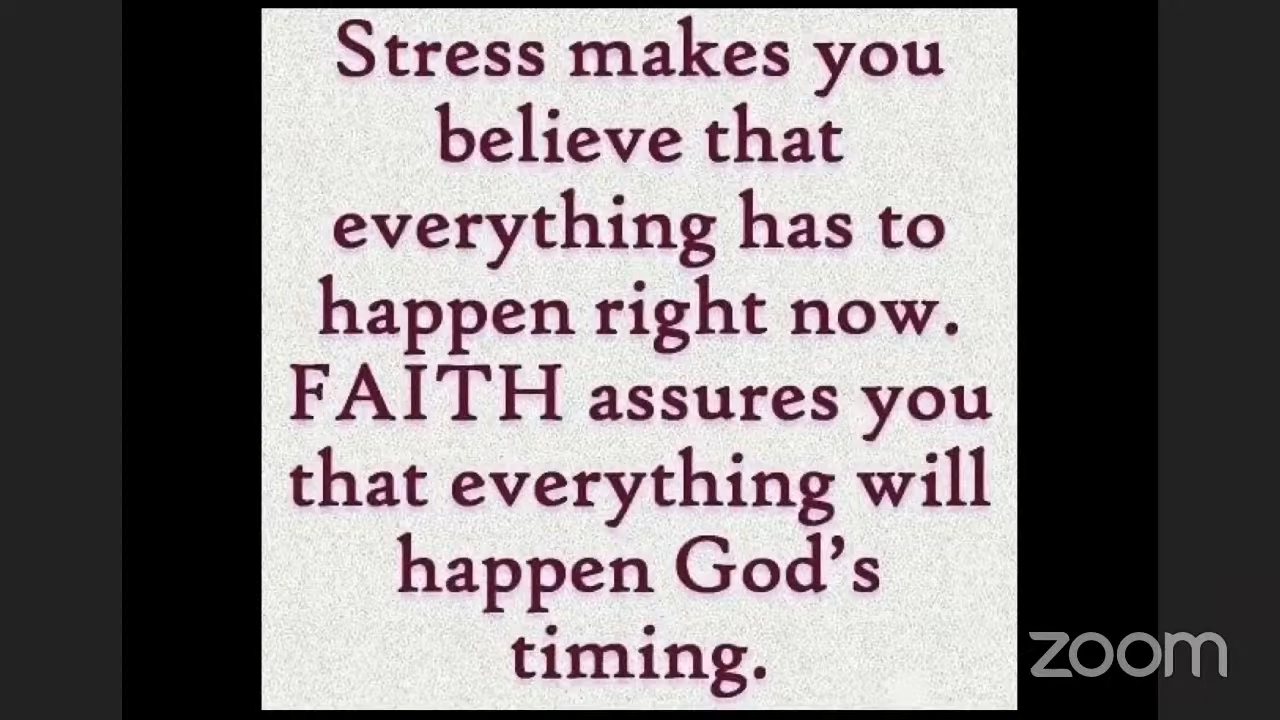 Stress makes you
believe that
everything has to
happen right now.
FAITH assures you
that everything will
happen God's
timing.
zoom